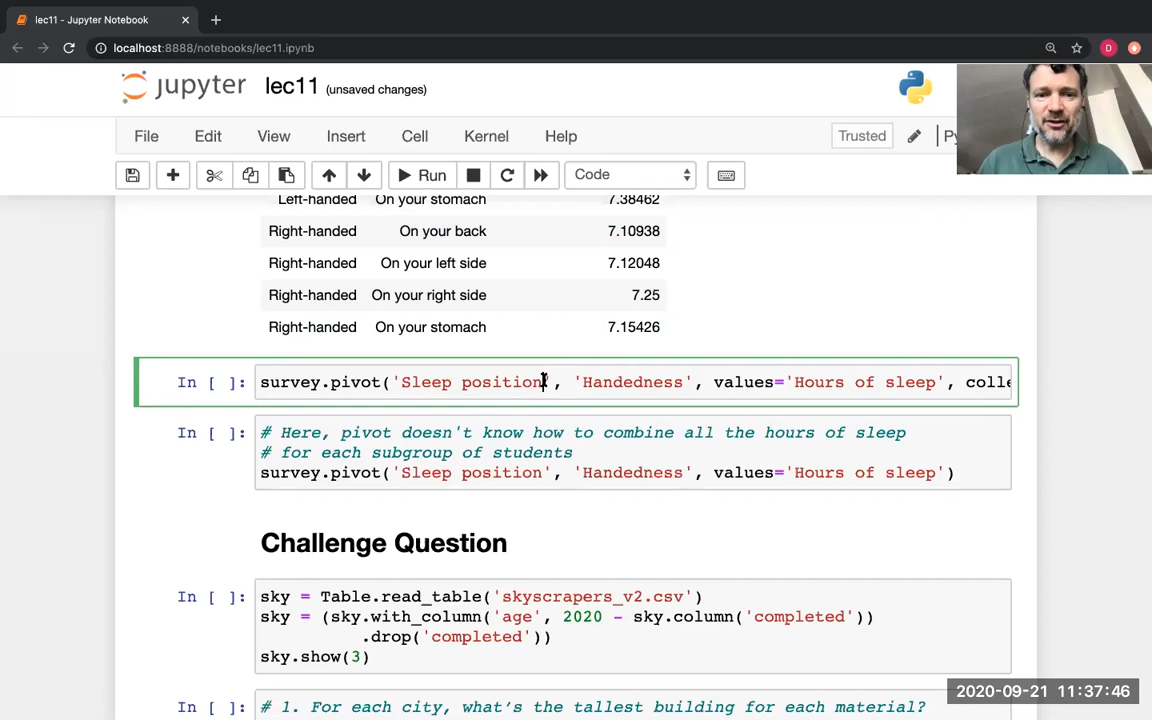 lec11 - Jupyter Notebook
localhost:8888/notebooks/lec11.ipynb
D
jupyter lec11 (unsaved changes)
File Edit View Insert Cell Kernel Help Trusted
Run Code
Left-handed On your stomach 7.38462
Right-handed On your back 7.10938
Right-handed On your left side 7.12048
Right-handed On your right side 7.25
Right-handed On your stomach 7.15426
In [ ]: survey.pivot('Sleep position', 'Handedness', values='Hours of sleep', colle
In [ ]: # Here, pivot doesn't know how to combine all the hours of sleep
# for each subgroup of students
survey.pivot('Sleep position', 'Handedness', values='Hours of sleep')
Challenge Question
In [ ]: sky = Table.read_table('skyscrapers_v2.csv')
sky = (sky.with_column('age', 2020 - sky.column('completed'))
.drop('completed'))
sky.show(3)
In [ ]: # 1. For each city, what's the tallest building for each material?
2020-09-21 11:37:46